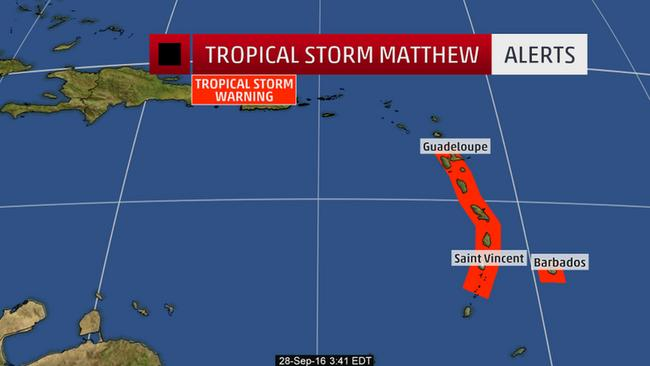 TROPICAL STORM MATTHEW ALERTS
TROPICAL STORM
WARNING
Guadeloupe
Saint Vincent
Barbados
28-Sep-16 3:41 EDT